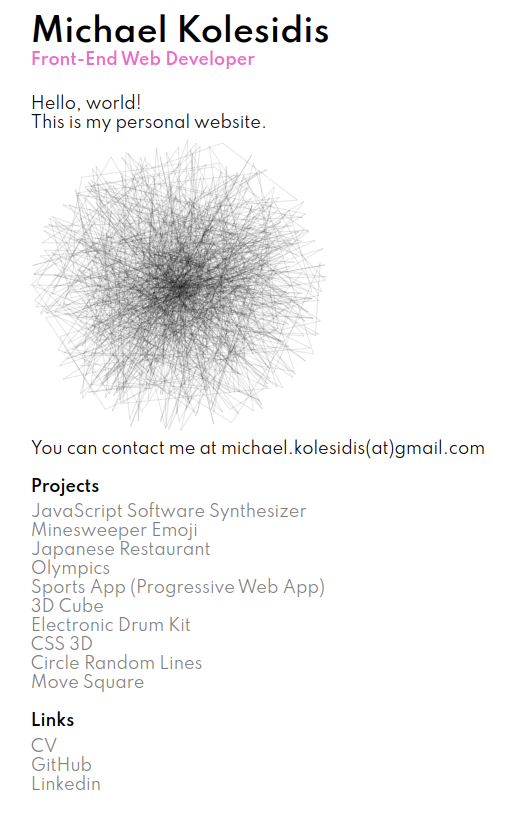 Michael Kolesidis
Front-End Web Developer
Hello, world!
This is my personal website.
You can contact me at michael.kolesidis(at)gmail.com
Projects
JavaScript Software Synthesizer
Minesweeper Emoji
Japanese Restaurant
Olympics
Sports App (Progressive Web App)
3D Cube
Electronic Drum Kit
CSS 3D
Circle Random Lines
Move Square
Links
CV
GitHub
Linkedin